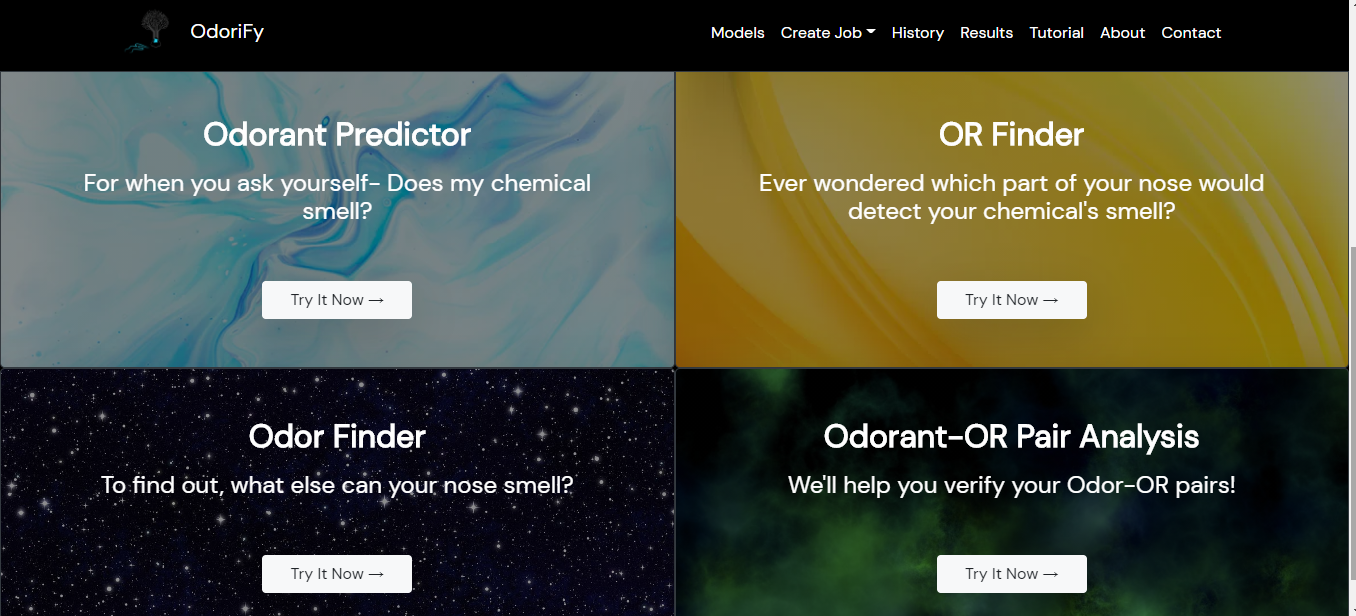 OdoriFy
Models Create Job History Results Tutorial About Contact
Odorant Predictor
For when you ask yourself- Does my chemical
smell?
Try It Now →
OR Finder
Ever wondered which part of your nose would
detect your chemical's smell?
Try It Now →
Odor Finder
To find out, what else can your nose smell?
Try It Now →
Odorant-OR Pair Analysis
We'll help you verify your Odor-OR pairs!
Try It Now →